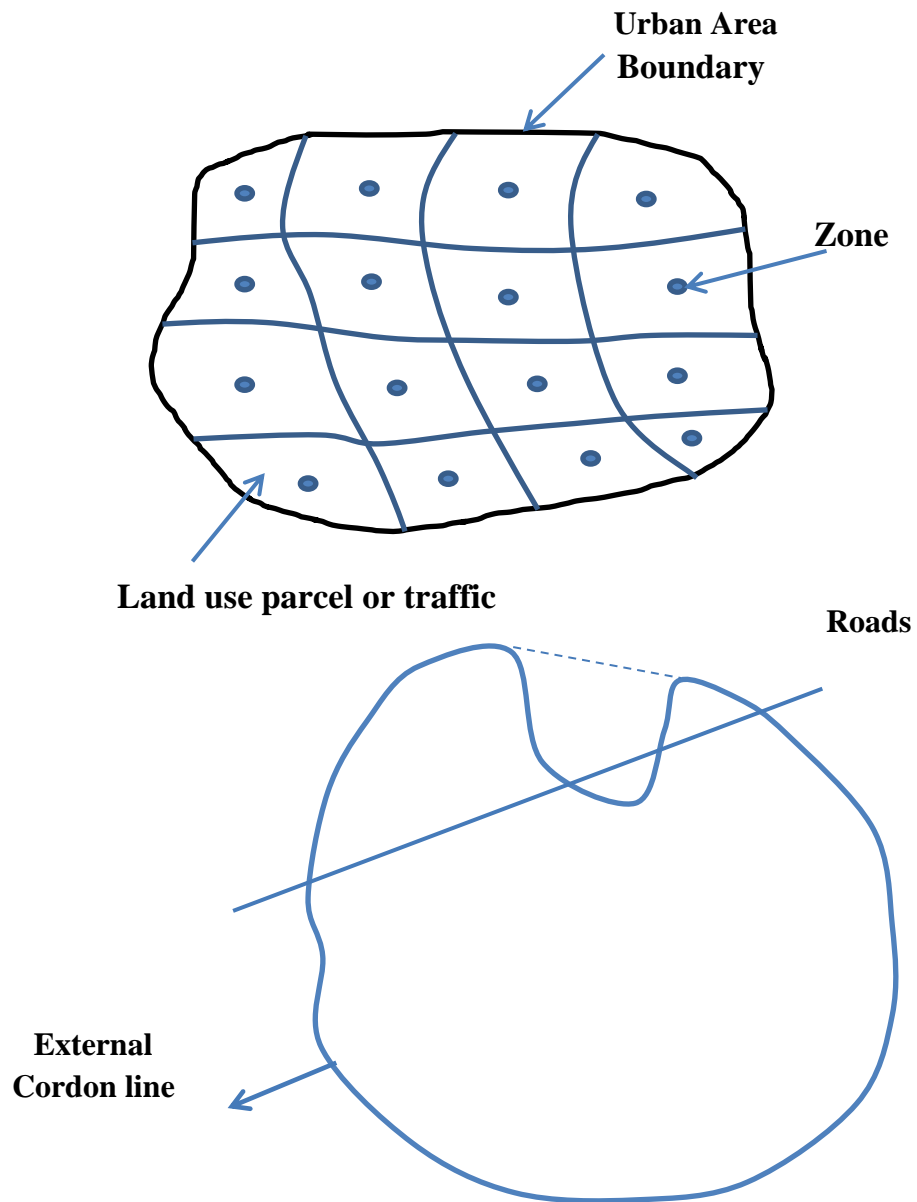 Urban Area
Boundary
Zone
Land use parcel or traffic
Roads
External
Cordon line